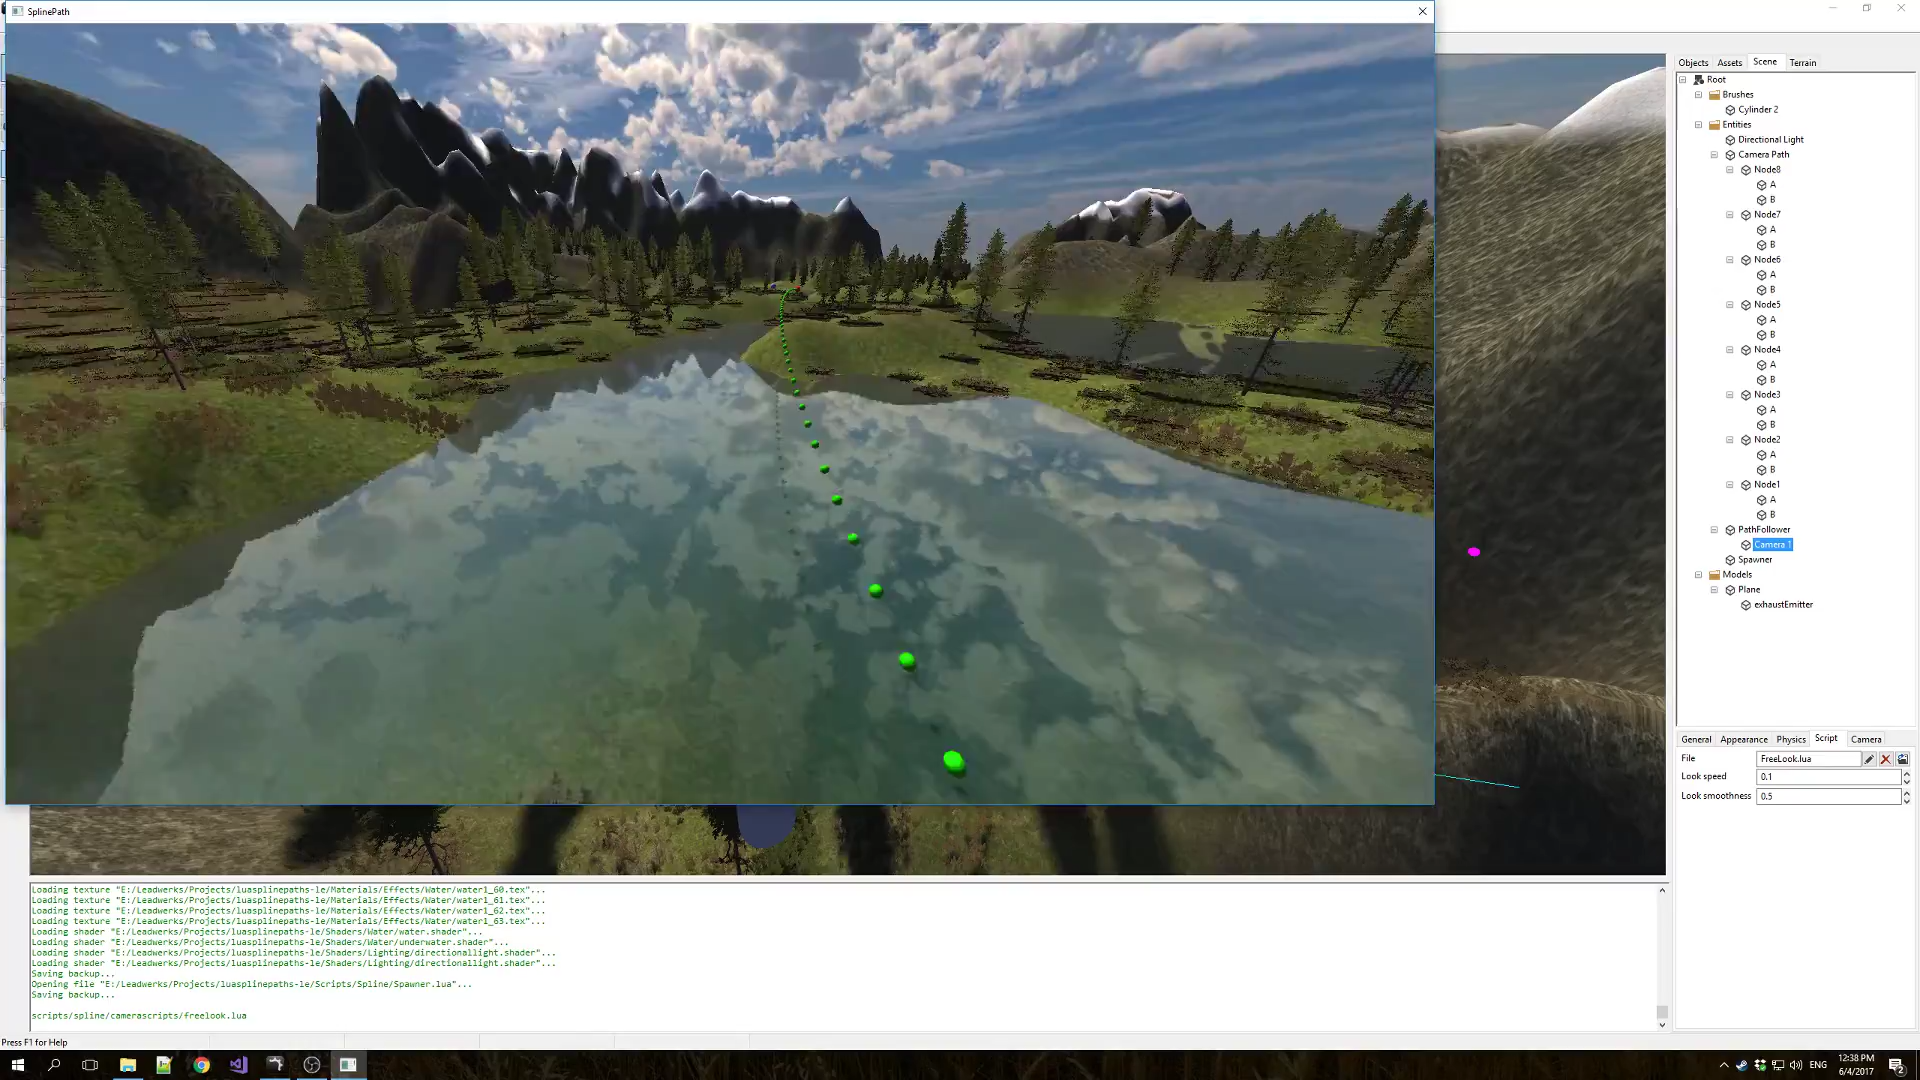 SplinePath
Objects Assets Scene Terrain
Root
Brushes
Cylinder 2
Entities
Directional Light
Camera Path
Node8
A
B
Node7
A
B
Node6
A
B
Node5
A
B
Node4
A
B
Node3
A
B
Node2
A
B
Node1
A
B
PathFollower
Camera 1
Spawner
Models
Plane
exhaustEmitter
General Appearance Physics Script Camera
File FreeLook.lua
Look speed 0.1
Look smoothness 0.5
Loading texture "E:/Leadwerks/Projects/luasplinepaths-le/Materials/Effects/Water/water1_60.tex"...
Loading texture "E:/Leadwerks/Projects/luasplinepaths-le/Materials/Effects/Water/water1_61.tex"...
Loading texture "E:/Leadwerks/Projects/luasplinepaths-le/Materials/Effects/Water/water1_62.tex"...
Loading texture "E:/Leadwerks/Projects/luasplinepaths-le/Materials/Effects/Water/water1_63.tex"...
Loading shader "E:/Leadwerks/Projects/luasplinepaths-le/Shaders/Water/water.shader"...
Loading shader "E:/Leadwerks/Projects/luasplinepaths-le/Shaders/Water/underwater.shader"...
Loading shader "E:/Leadwerks/Projects/luasplinepaths-le/Shaders/Lighting/directionallight.shader"...
Loading shader "E:/Leadwerks/Projects/luasplinepaths-le/Shaders/Lighting/directionallight.shader"...
Saving backup...
Opening file "E:/Leadwerks/Projects/luasplinepaths-le/Scripts/Spline/Spawner.lua"...
Saving backup...
scripts/spline/camerascripts/freelook.lua
Press F1 for Help
ENG
12:38 PM
6/4/2017
2